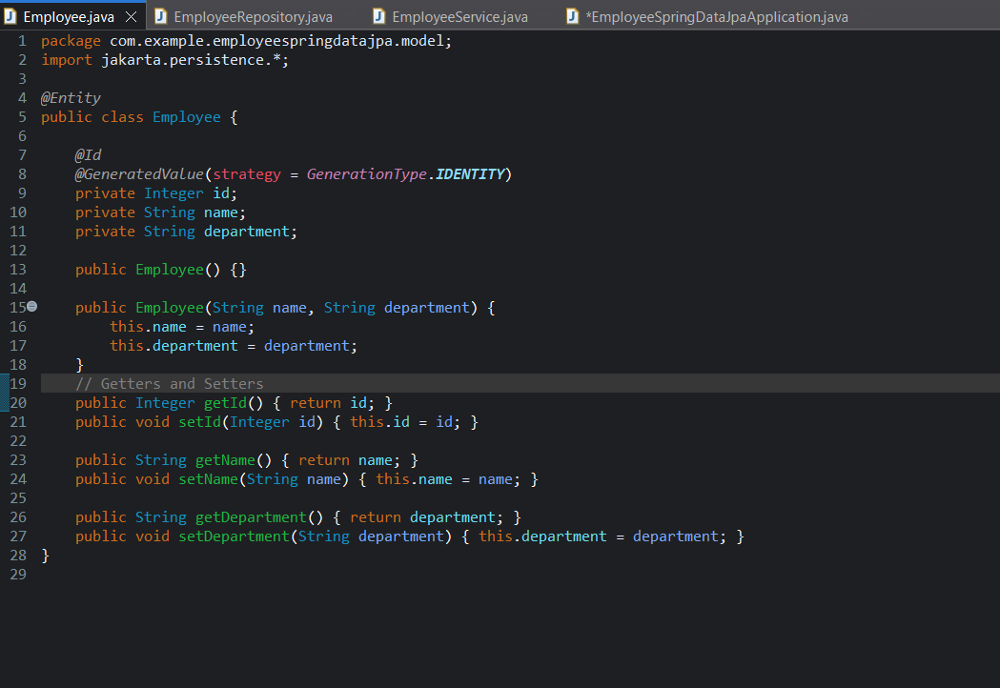 Employee.java EmployeeRepository.java EmployeeService.java *EmployeeSpringDataJpaApplication.java
1 package com.example.employeespringdatajpa.model;
2 import jakarta.persistence.*;
3
4 @Entity
5 public class Employee {
6
7     @Id
8     @GeneratedValue(strategy = GenerationType.IDENTITY)
9     private Integer id;
10     private String name;
11     private String department;
12
13     public Employee() {}
14
15     public Employee(String name, String department) {
16         this.name = name;
17         this.department = department;
18     }
19     // Getters and Setters
20     public Integer getId() { return id; }
21     public void setId(Integer id) { this.id = id; }
22
23     public String getName() { return name; }
24     public void setName(String name) { this.name = name; }
25
26     public String getDepartment() { return department; }
27     public void setDepartment(String department) { this.department = department; }
28 }
29